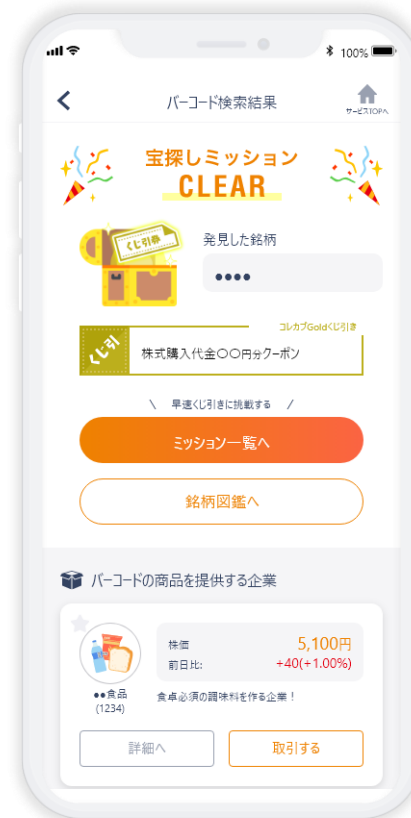 100%
バーコード検索結果
サービスTOPへ
宝探しミッション
CLEAR
くじ引券
発見した銘柄
●●●●
コレカブGoldくじ引き
くじ引
株式購入代金〇〇円分クーポン
\ 早速くじ引きに挑戦する /
ミッション一覧へ
銘柄図鑑へ
バーコードの商品を提供する企業
株価 5,100円
前日比: +40(+1.00%)
●●食品
(1234)
食卓必須の調味料を作る企業！
詳細へ
取引する